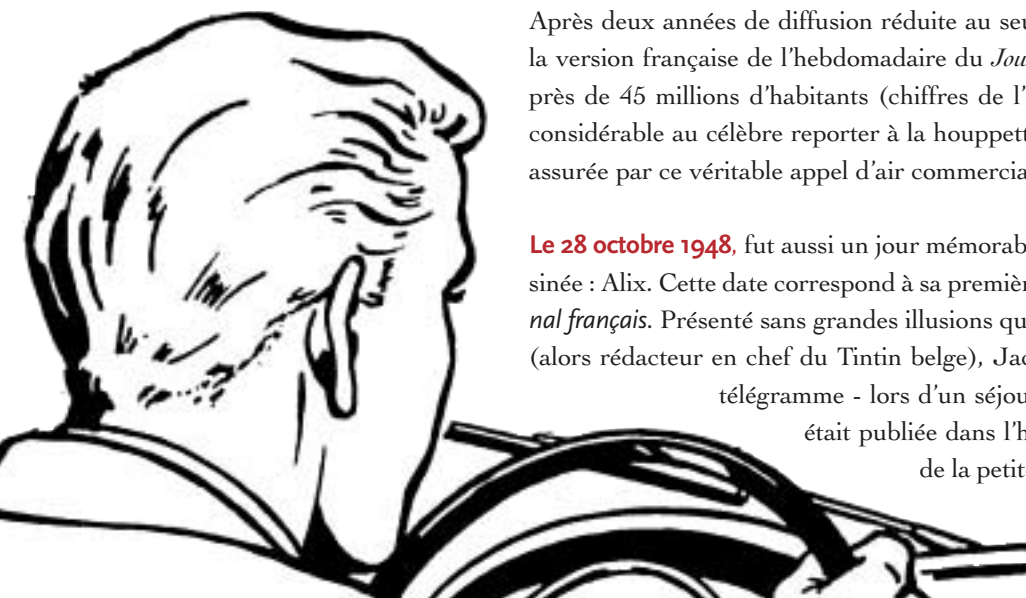 Après deux années de diffusion réduite au seu
la version française de l'hebdomadaire du Jou
près de 45 millions d'habitants (chiffres de l'
considérable au célèbre reporter à la houppett
assurée par ce véritable appel d'air commercia
Le 28 octobre 1948, fut aussi un jour mémorab
sinée : Alix. Cette date correspond à sa premièr
nal français. Présenté sans grandes illusions qu
(alors rédacteur en chef du Tintin belge), Jac
télégramme - lors d'un séjou
était publiée dans l'h
de la petit